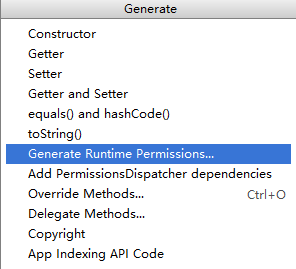 Generate
Constructor
Getter
Setter
Getter and Setter
equals() and hashCode()
toString()
Generate Runtime Permissions...
Add PermissionsDispatcher dependencies
Override Methods... Ctrl+O
Delegate Methods...
Copyright
App Indexing API Code